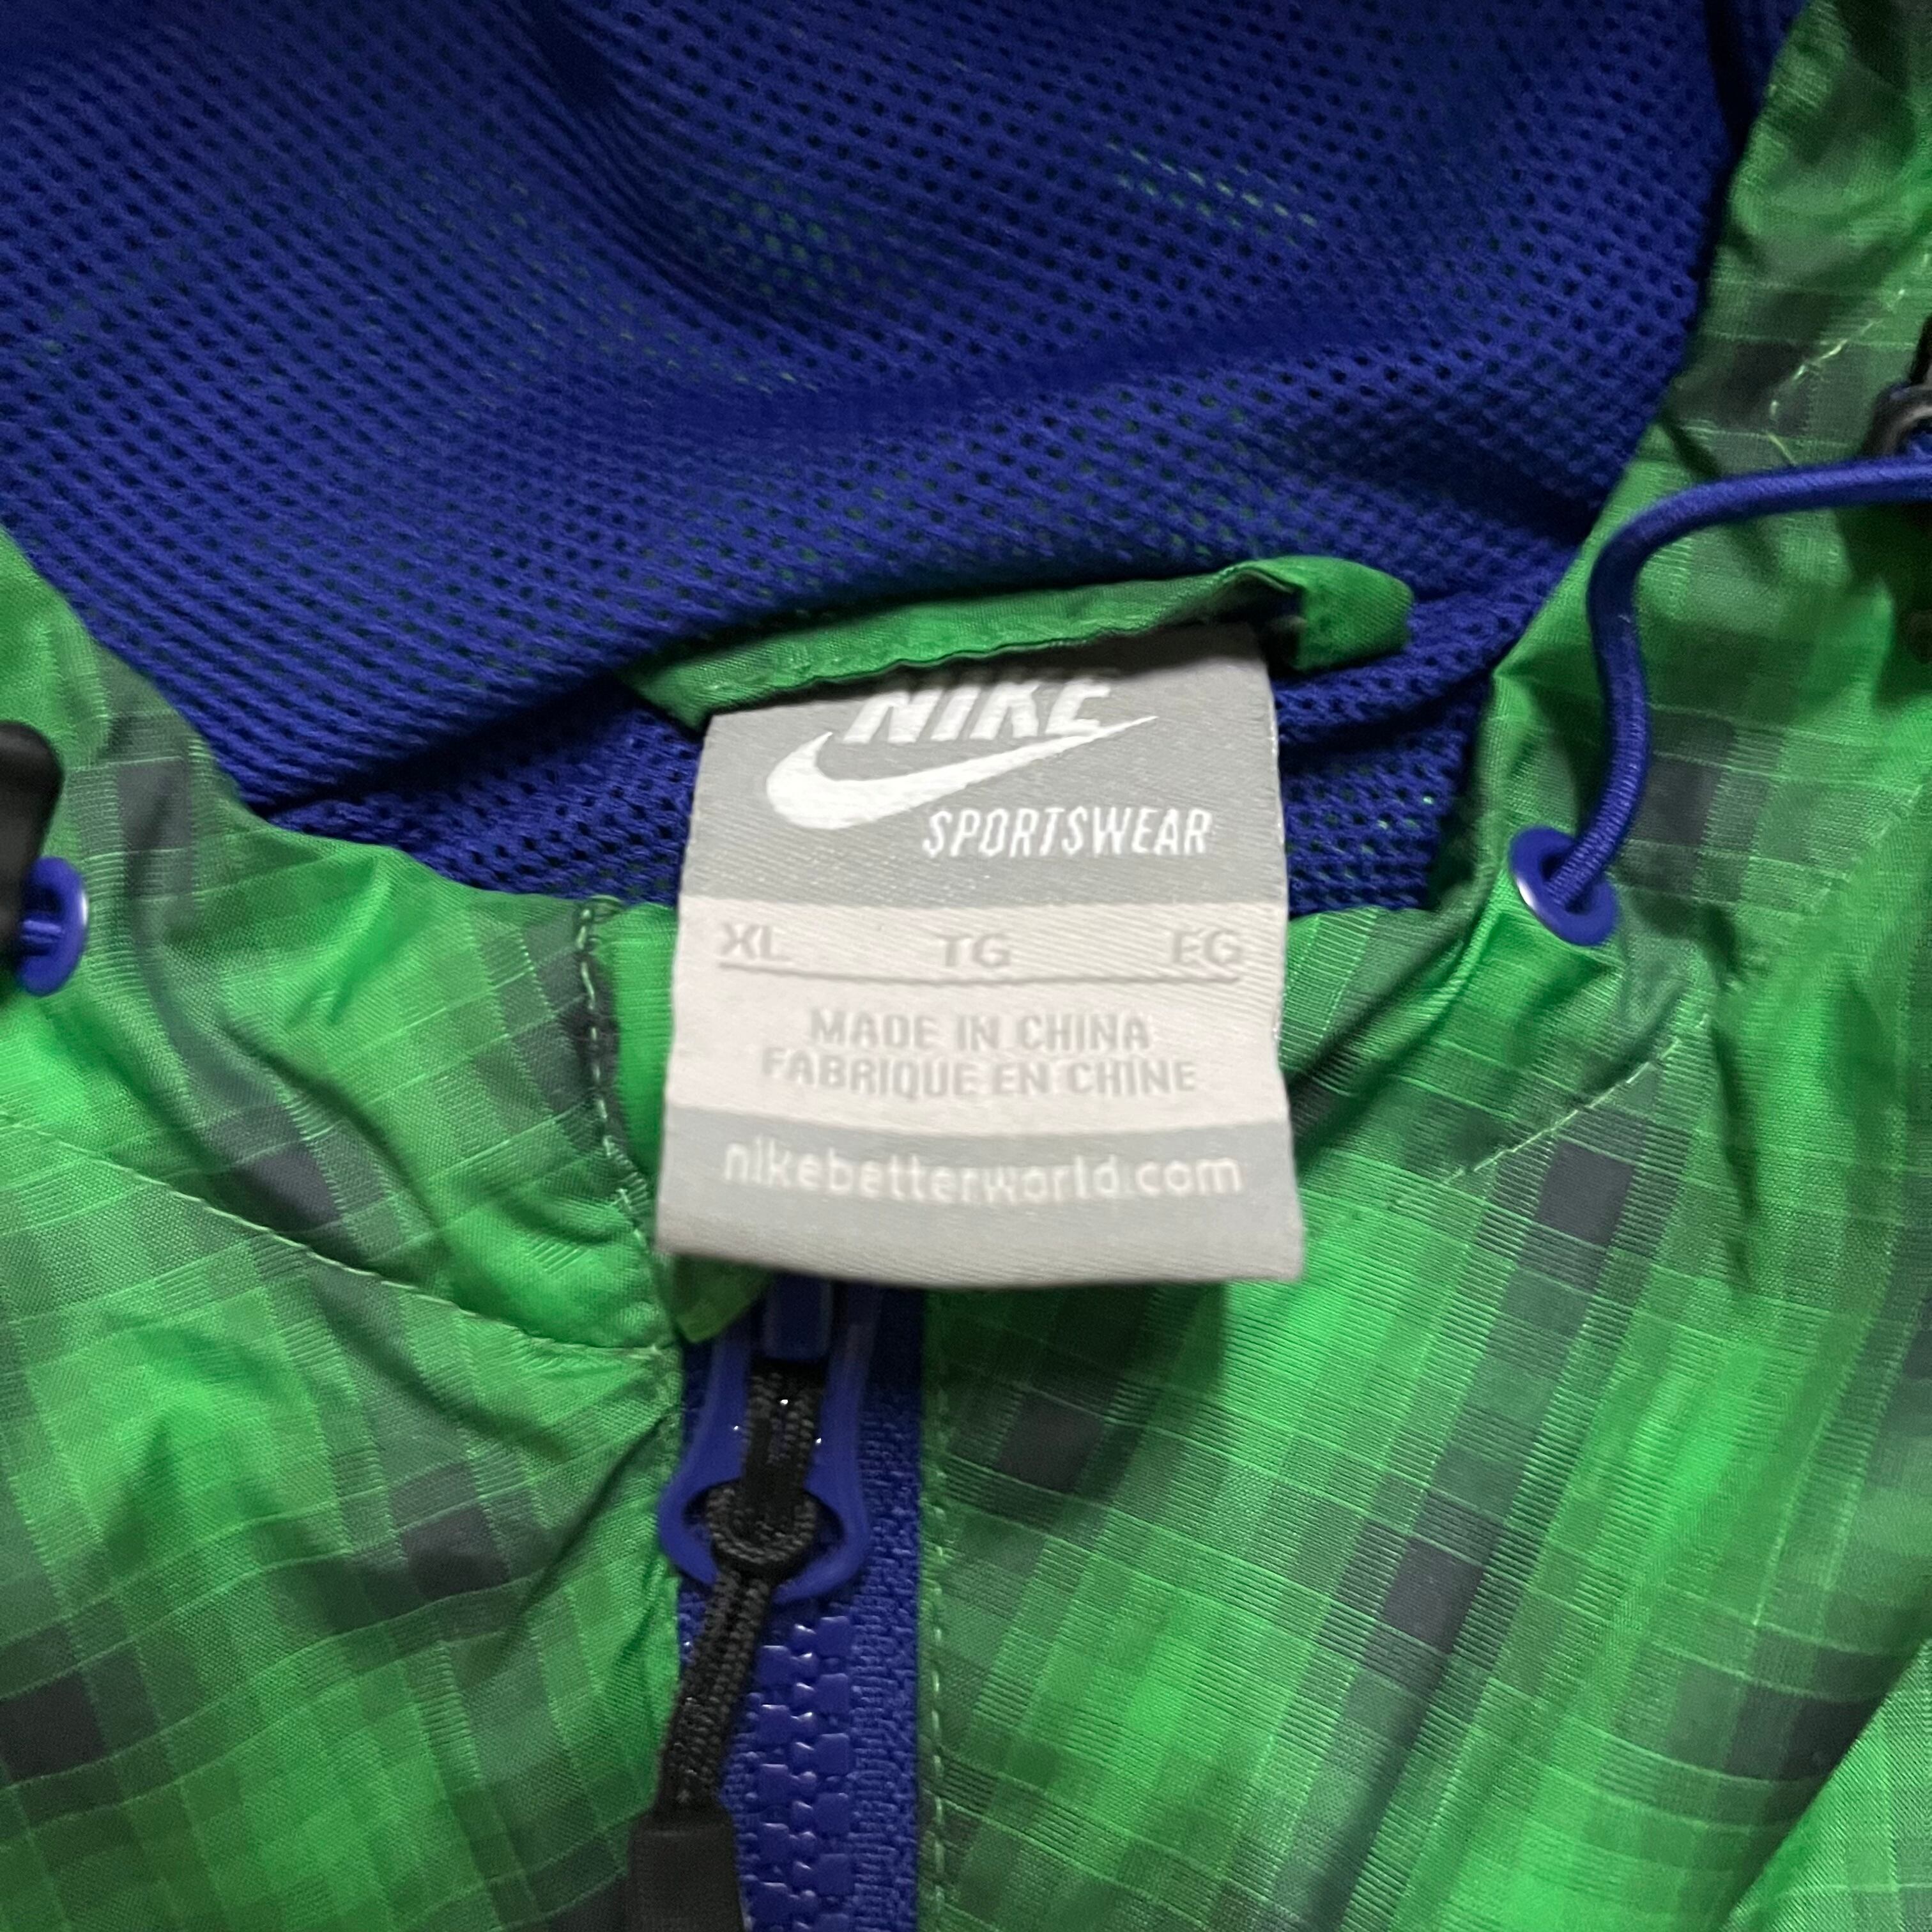 NIKE
SPORTSWEAR
XL TG EG
MADE IN CHINA
FABRIQUE EN CHINE
nikebetterworld.com